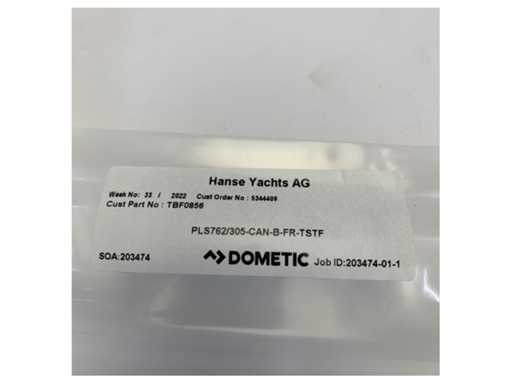 Hanse Yachts AG
Week No: 33 / 2022 Cust Order No : 5344409
Cust Part No : TBF0856
PLS762/305-CAN-B-FR-TSTF
SOA:203474 DOMETIC Job ID:203474-01-1